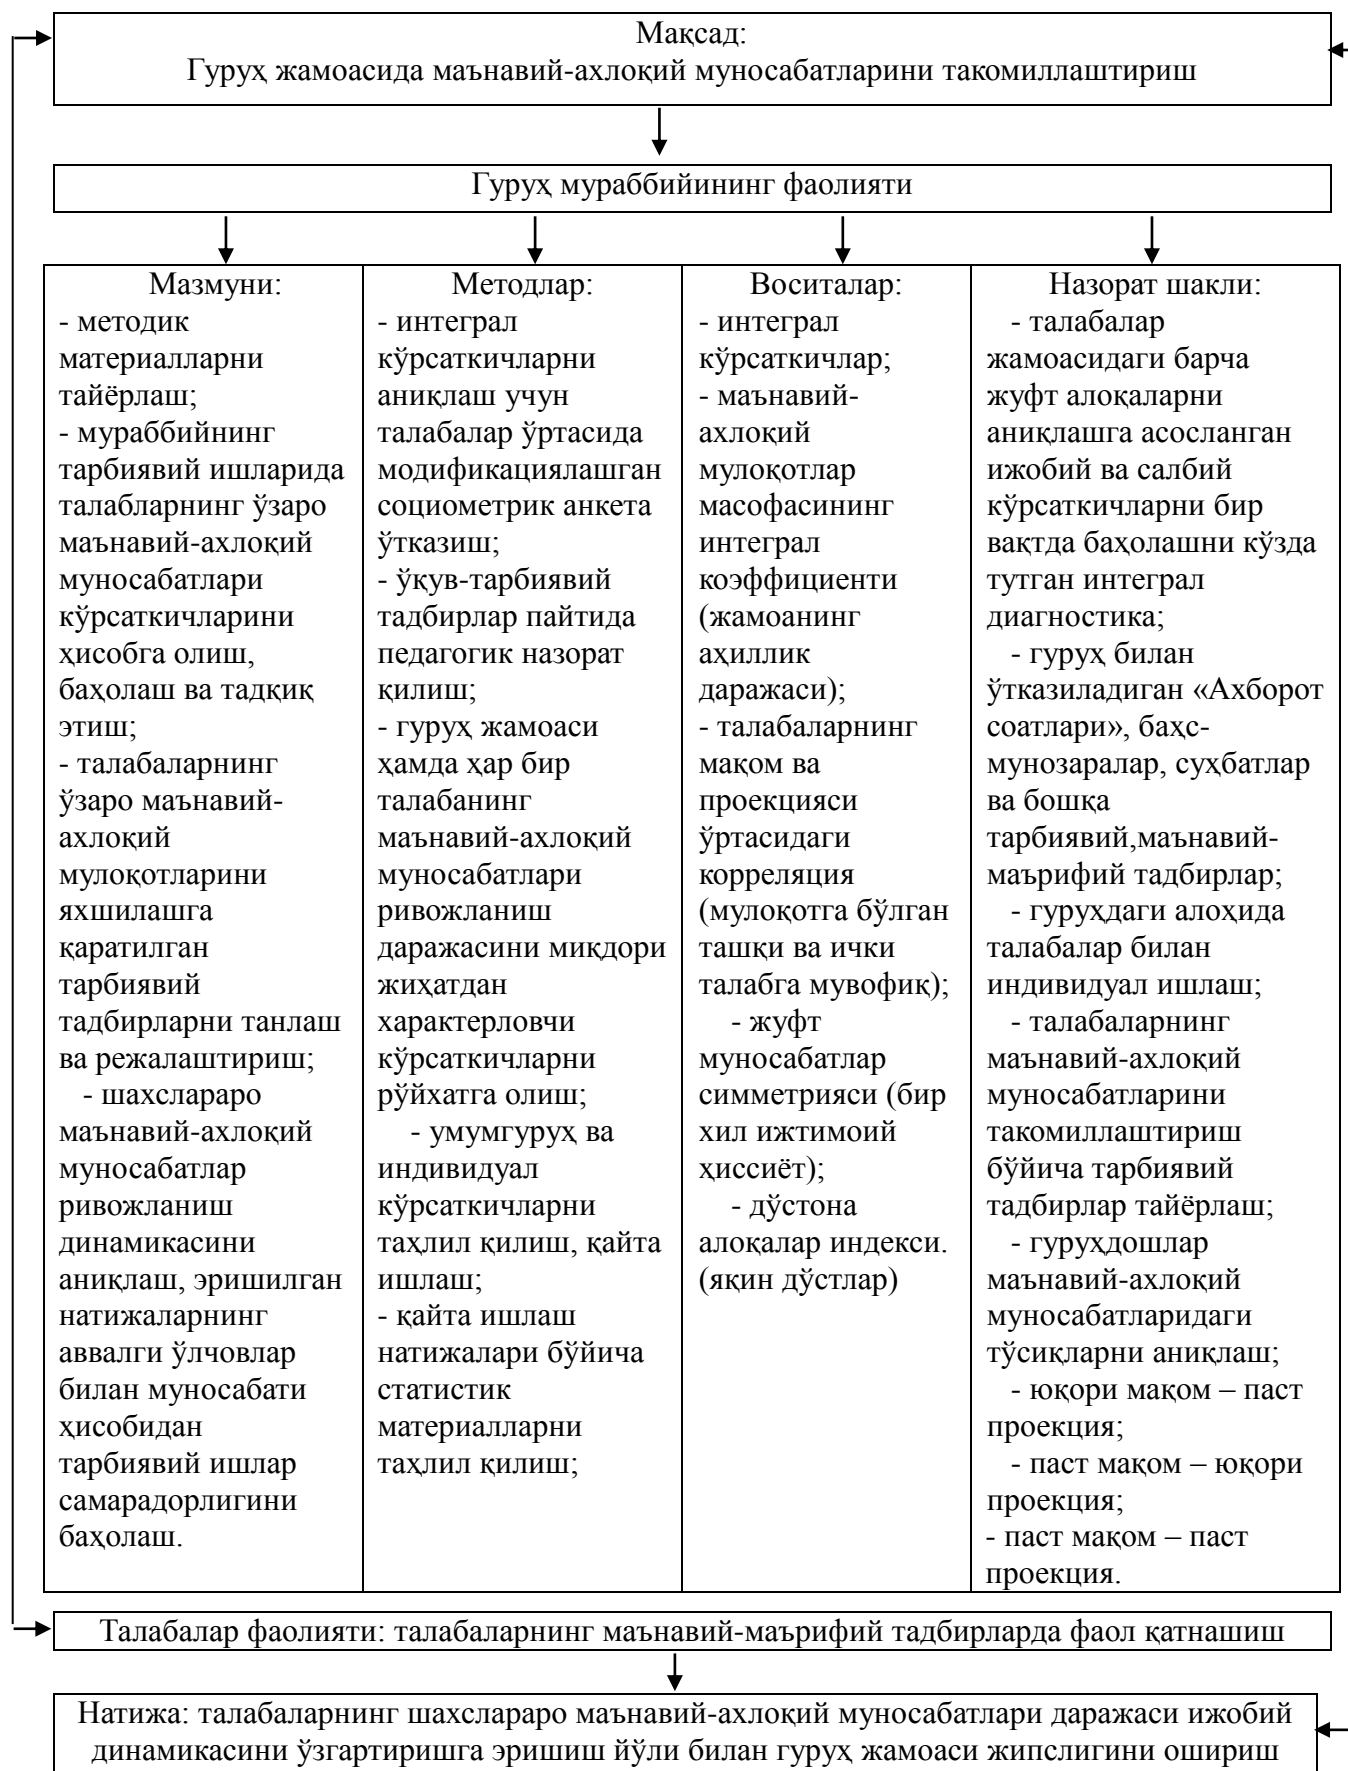 Мақсад:
Гуруҳ жамоасида маънавий-ахлоқий муносабатларини такомиллаштириш
Гуруҳ мураббийининг фаолияти
Мазмуни:
- методик
материалларни
тайёрлаш;
- мураббийнинг
тарбиявий ишларида
талабларнинг ўзаро
маънавий-ахлоқий
муносабатлари
кўрсаткичларини
ҳисобга олиш,
баҳолаш ва тадқиқ
этиш;
- талабаларнинг
ўзаро маънавий-
ахлоқий
мулоқотларини
яхшилашга
қаратилган
тарбиявий
тадбирларни танлаш
ва режалаштириш;
- шахслараро
маънавий-ахлоқий
муносабатлар
ривожланиш
динамикасини
аниқлаш, эришилган
натижаларнинг
аввалги ўлчовлар
билан муносабати
ҳисобидан
тарбиявий ишлар
самарадорлигини
баҳолаш.
Методлар:
- интеграл
кўрсаткичларни
аниқлаш учун
талабалар ўртасида
модификациялашган
социометрик анкета
ўтказиш;
- ўқув-тарбиявий
тадбирлар пайтида
педагогик назорат
қилиш;
- гуруҳ жамоаси
ҳамда ҳар бир
талабанинг
маънавий-ахлоқий
муносабатлари
ривожланиш
даражасини миқдори
жиҳатдан
характерловчи
кўрсаткичларни
рўйхатга олиш;
- умумгуруҳ ва
индивидуал
кўрсаткичларни
таҳлил қилиш, қайта
ишлаш;
- қайта ишлаш
натижалари бўйича
статистик
материалларни
таҳлил қилиш;
Воситалар:
- интеграл
кўрсаткичлар;
- маънавий-
ахлоқий
мулоқотлар
масофасининг
интеграл
коэффициенти
(жамоанинг
аҳиллик
даражаси);
- талабаларнинг
мақом ва
проекцияси
ўртасидаги
корреляция
(мулоқотга бўлган
ташқи ва ички
талабга мувофиқ);
- жуфт
муносабатлар
симметрияси (бир
хил ижтимоий
ҳиссиёт);
- дўстона
алоқалар индекси.
(яқин дўстлар)
Назорат шакли:
- талабалар
жамоасидаги барча
жуфт алоқаларни
аниқлашга асосланган
ижобий ва салбий
кўрсаткичларни бир
вақтда баҳолашни кўзда
тутган интеграл
диагностика;
- гуруҳ билан
ўтказиладиган «Ахборот
соатлари», баҳс-
мунозаралар, суҳбатлар
ва бошқа
тарбиявий,маънавий-
маърифий тадбирлар;
- гуруҳдаги алоҳида
талабалар билан
индивидуал ишлаш;
- талабаларнинг
маънавий-ахлоқий
муносабатларини
такомиллаштириш
бўйича тарбиявий
тадбирлар тайёрлаш;
- гуруҳдошлар
маънавий-ахлоқий
муносабатларидаги
тўсиқларни аниқлаш;
- юқори мақом – паст
проекция;
- паст мақом – юқори
проекция;
- паст мақом – паст
проекция.
Талабалар фаолияти: талабаларнинг маънавий-маърифий тадбирларда фаол қатнашиш
Натижа: талабаларнинг шахслараро маънавий-ахлоқий муносабатлари даражаси ижобий
динамикасини ўзгартиришга эришиш йўли билан гуруҳ жамоаси жипслигини ошириш